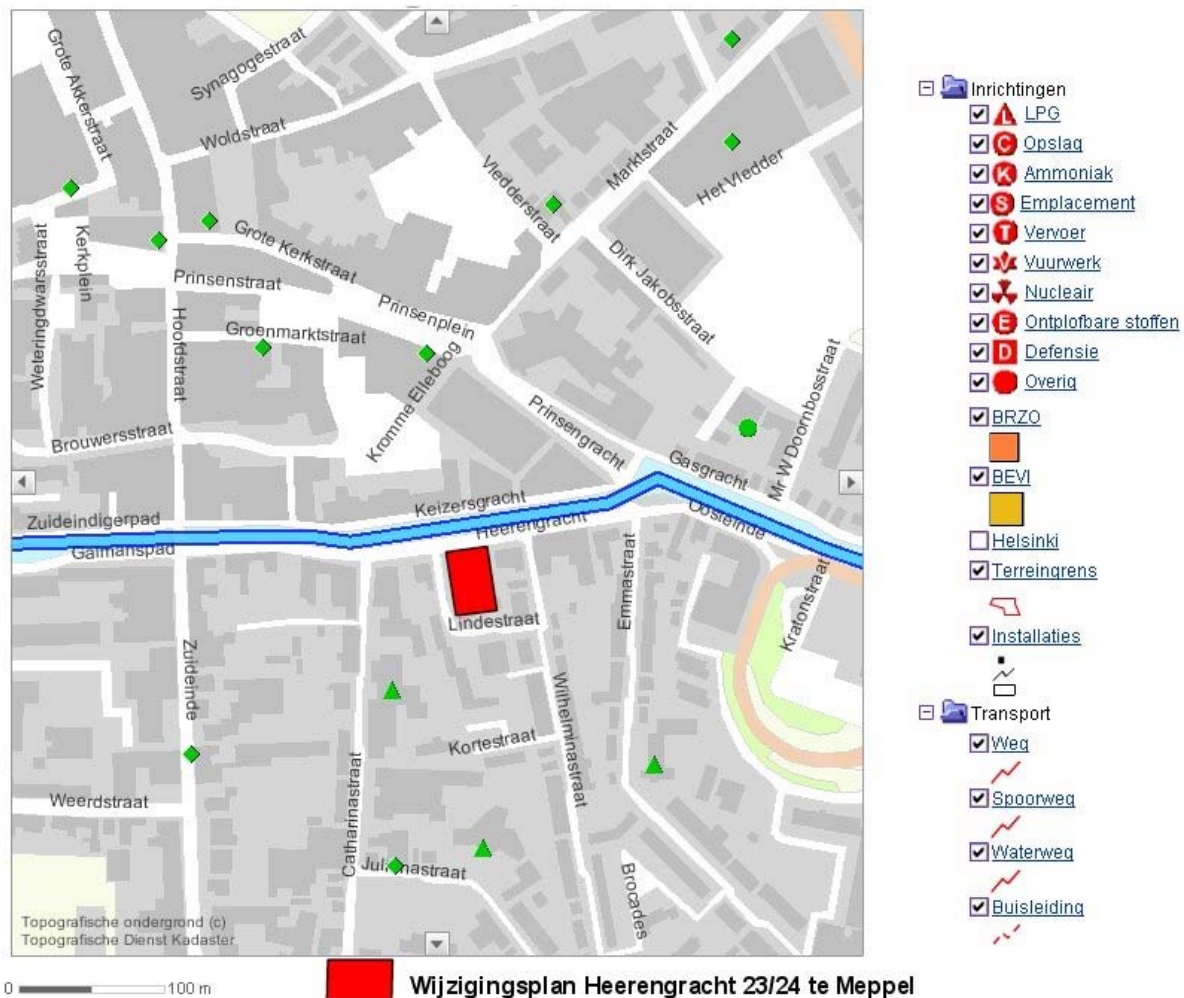 Grote Akkerstraat
Synagogestraat
Woldstraat
Vledderstraat
Marktstraat
Het Vledder
Weteringdwarsstraat
Kerkplein
Grote Kerkstraat
Prinsenstraat
Prinsenplein
Dirk Jakobsstraat
Hoofdstraat
Groenmarktstraat
Kromme Elleboog
Mr W Doornbosstraat
Brouwersstraat
Prinsengracht
Gasgracht
Keizersgracht
Zuideindigerpad
Heerengracht
Oosteinde
Galmanspad
Emmastraat
Kratonstraat
Lindestraat
Zuideinde
Wilhelminastraat
Kortestraat
Catharinastraat
Weerdstraat
Julianastraat
Brocades
Topografische ondergrond (c)
Topografische Dienst Kadaster
0 100 m
Wijzigingsplan Heerengracht 23/24 te Meppel
Inrichtingen
L LPG
C Opslag
K Ammoniak
S Emplacement
T Vervoer
Vuurwerk
Nucleair
E Ontplofbare stoffen
D Defensie
Overig
BRZO
BEVI
Helsinki
Terreingrens
Installaties
Transport
Weg
Spoorweg
Waterweg
Buisleiding